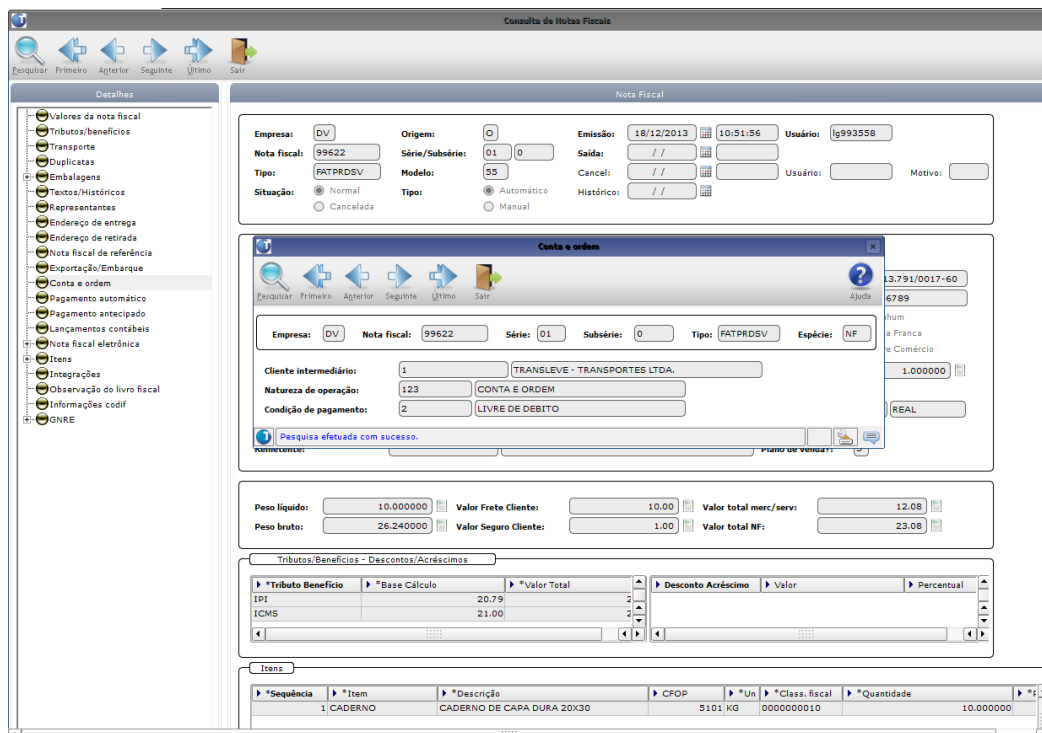 Consulta de Notas Fiscais
Pesquisar Primeiro Anterior Seguinte Último Sair
Detalhes
Valores da nota fiscal
Tributos/benefícios
Transporte
Duplicatas
Embalagens
Textos/Históricos
Representantes
Endereço de entrega
Endereço de retirada
Nota fiscal de referência
Exportação/Embarque
Conta e ordem
Pagamento automático
Pagamento antecipado
Lançamentos contábeis
Nota fiscal eletrônica
Itens
Integrações
Observação do livro fiscal
Informações codif
GNRE
Nota Fiscal
Empresa: DV Origem: O Emissão: 18/12/2013 10:51:56 Usuário: lg993558
Nota fiscal: 99622 Série/Subsérie: 01 0 Saída: / /
Tipo: FATPRDSV Modelo: 55 Cancel: / / Usuário: Motivo:
Situação: Normal Tipo: Automático Histórico: / /
Cancelada Manual
Conta e ordem
Pesquisar Primeiro Anterior Seguinte Último Sair Ajuda
Empresa: DV Nota fiscal: 99622 Série: 01 Subsérie: 0 Tipo: FATPRDSV Espécie: NF
Cliente intermediário: 1 TRANSLEVE - TRANSPORTES LTDA.
Natureza de operação: 123 CONTA E ORDEM
Condição de pagamento: 2 LIVRE DE DEBITO
Pesquisa efetuada com sucesso.
13.791/0017-60
6789
hum
a Franca
e Comércio
1.000000
REAL
Remetente: Plano de venda?:
Peso líquido: 10.000000 Valor Frete Cliente: 10.00 Valor total merc/serv: 12.08
Peso bruto: 26.240000 Valor Seguro Cliente: 1.00 Valor total NF: 23.08
Tributos/Benefícios - Descontos/Acréscimos
*Tributo Benefício *Base Cálculo *Valor Total Desconto Acréscimo Valor Percentual
IPI 20.79 2
ICMS 21.00 2
Itens
*Sequência *Item *Descrição CFOP *Un *Class. fiscal *Quantidade
1 CADERNO CADERNO DE CAPA DURA 20X30 5101 KG 0000000010 10.000000